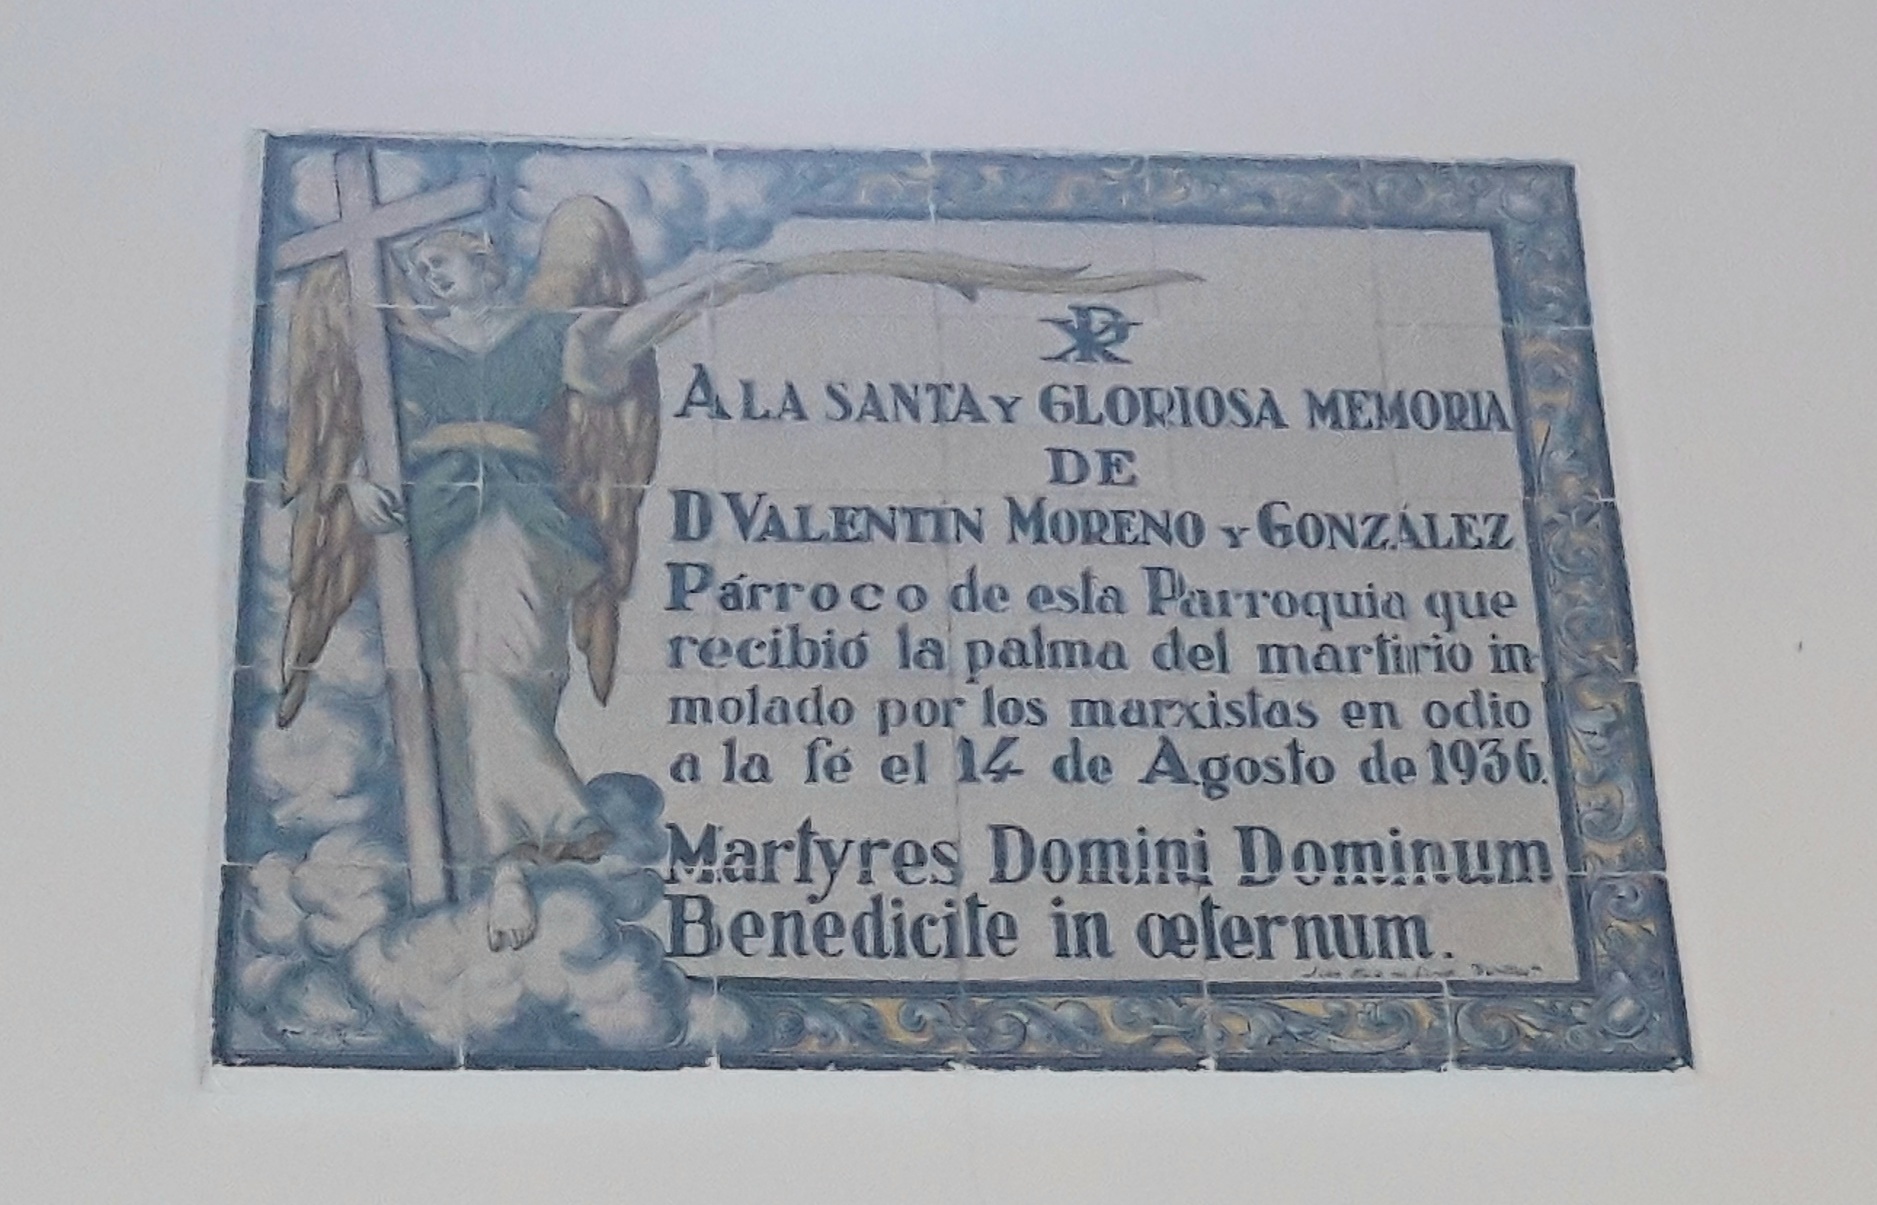 A LA SANTA Y GLORIOSA MEMORIA
DE
D VALENTÍN MORENO Y GONZÁLEZ
Párroco de esta Parroquia que
recibió la palma del martirio in-
molado por los marxistas en odio
a la fé el 14 de Agosto de 1936.
Martyres Domini Dominum
Benedicite in œternum.